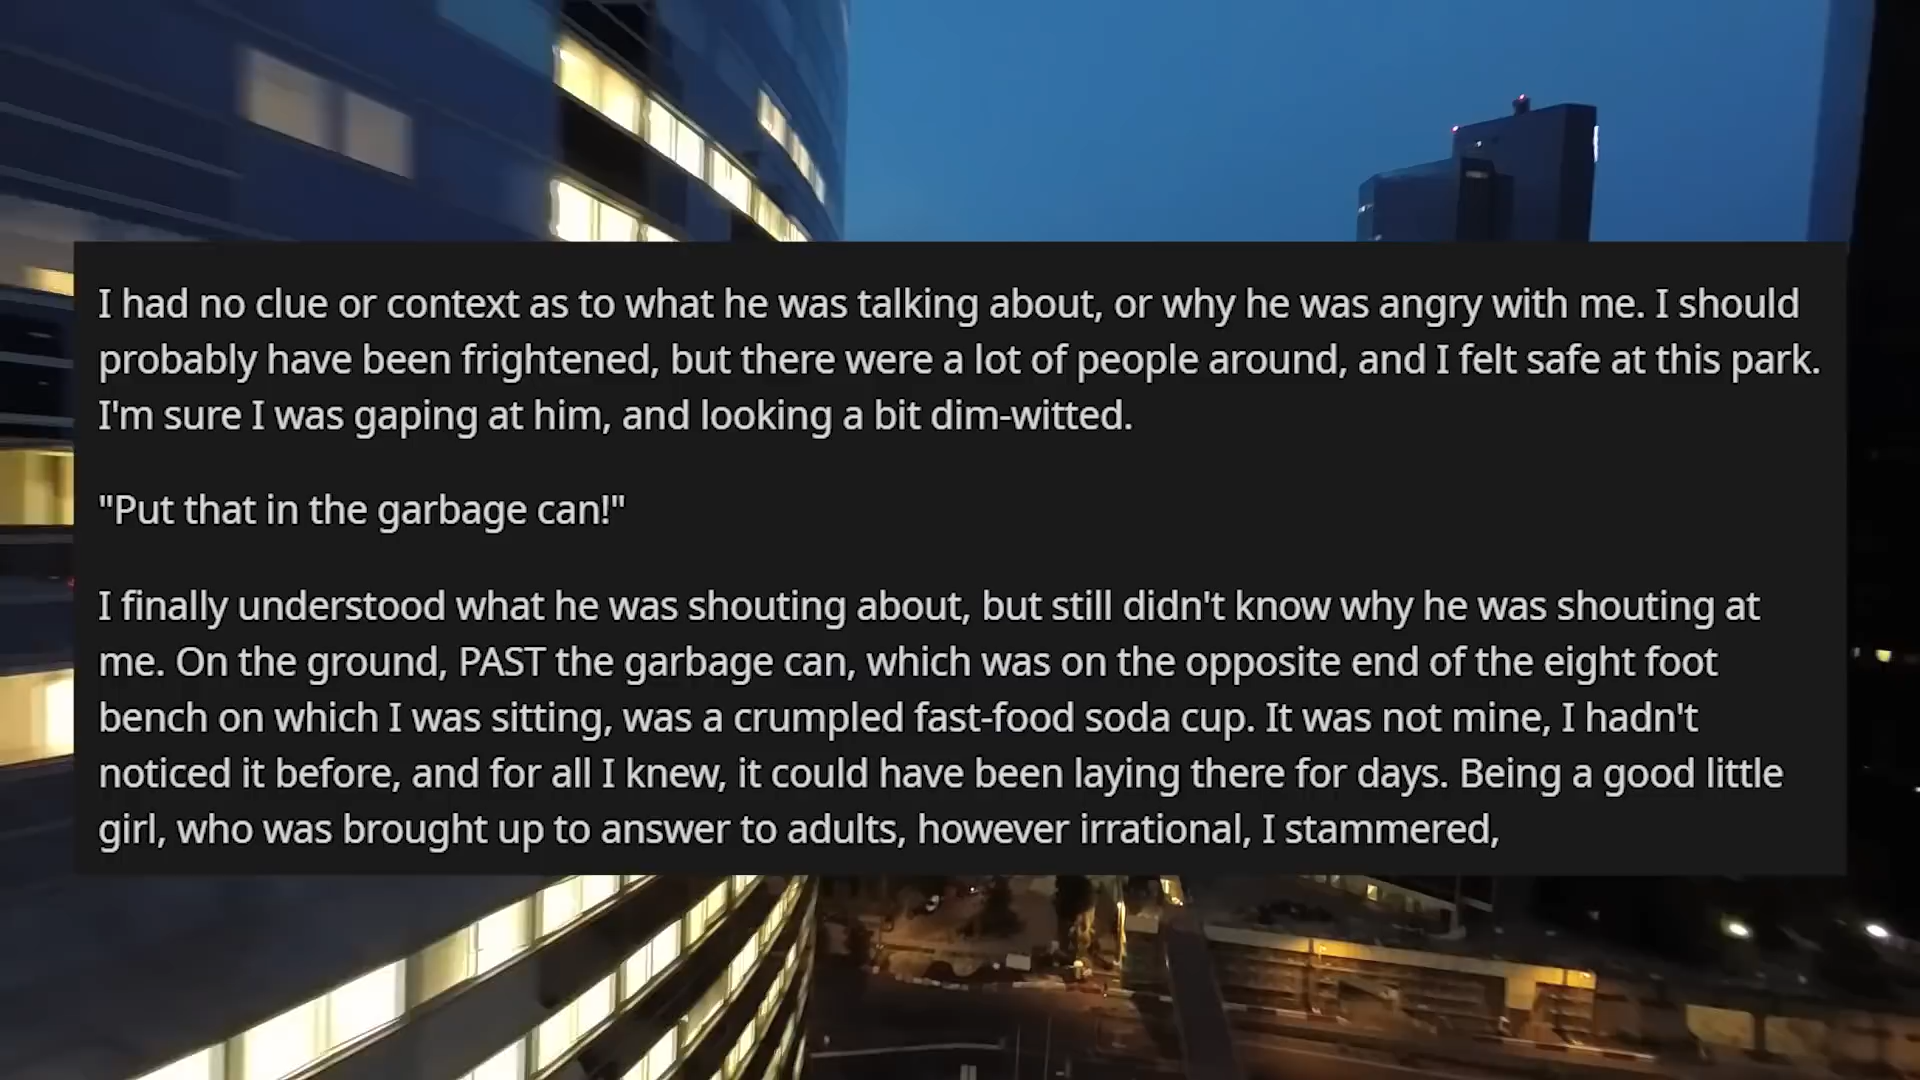 I had no clue or context as to what he was talking about, or why he was angry with me. I should
probably have been frightened, but there were a lot of people around, and I felt safe at this park.
I'm sure I was gaping at him, and looking a bit dim-witted.
"Put that in the garbage can!"
I finally understood what he was shouting about, but still didn't know why he was shouting at
me. On the ground, PAST the garbage can, which was on the opposite end of the eight foot
bench on which I was sitting, was a crumpled fast-food soda cup. It was not mine, I hadn't
noticed it before, and for all I knew, it could have been laying there for days. Being a good little
girl, who was brought up to answer to adults, however irrational, I stammered,